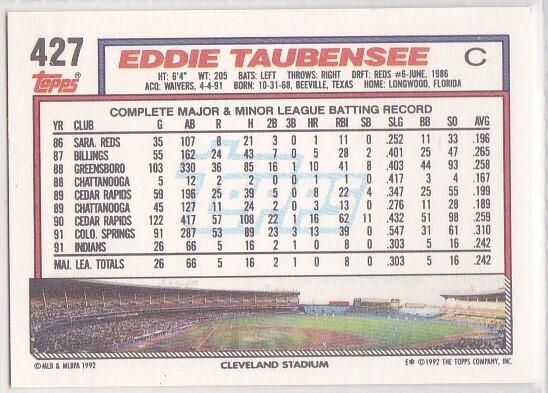 427 EDDIE TAUBENSEE C
Topps®
HT: 6'4" WT: 205 BATS: LEFT THROWS: RIGHT DRFT: REDS #6-JUNE, 1986
ACQ: WAIVERS, 4-4-91 BORN: 10-31-68, BEEVILLE, TEXAS HOME: LONGWOOD, FLORIDA
COMPLETE MAJOR & MINOR LEAGUE BATTING RECORD
YR CLUB G AB R H 2B 3B HR RBI SB SLG BB SO AVG
86 SARA. REDS 35 107 8 21 3 0 1 11 0 .252 11 33 .196
87 BILLINGS 55 162 24 43 7 0 5 28 2 .401 25 47 .265
88 GREENSBORO 103 330 36 85 16 1 10 41 8 .403 44 93 .258
88 CHATTANOOGA 5 12 2 2 0 0 1 1 0 .417 3 4 .167
89 CEDAR RAPIDS 59 196 25 39 5 0 8 22 4 .347 25 55 .199
89 CHATTANOOGA 45 127 11 24 2 0 3 13 0 .276 11 28 .189
90 CEDAR RAPIDS 122 417 57 108 22 1 16 62 11 .432 51 98 .259
91 COLO. SPRINGS 91 287 53 89 23 3 13 39 0 .547 31 61 .310
91 INDIANS 26 66 5 16 2 1 0 8 0 .303 5 16 .242
MAJ. LEA. TOTALS 26 66 5 16 2 1 0 8 0 .303 5 16 .242
Topps
© MLB & MLBPA 1992 CLEVELAND STADIUM E* © 1992 THE TOPPS COMPANY, INC.